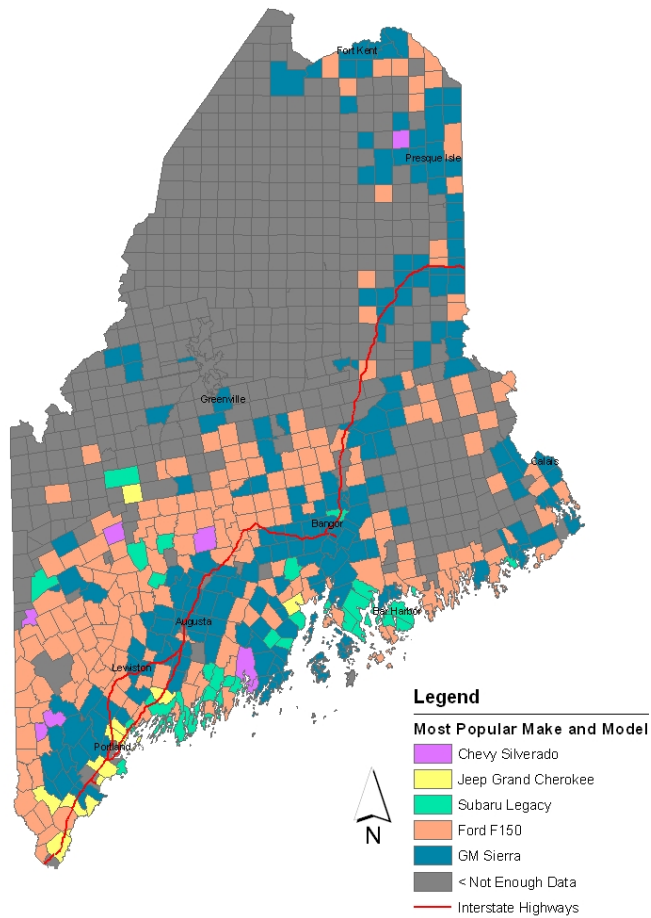 Fort Kent
Presque Isle
Greenville
Calais
Bangor
Bar Harbor
Augusta
Lewiston
Portland
N
Legend
Most Popular Make and Model
Chevy Silverado
Jeep Grand Cherokee
Subaru Legacy
Ford F150
GM Sierra
< Not Enough Data
Interstate Highways